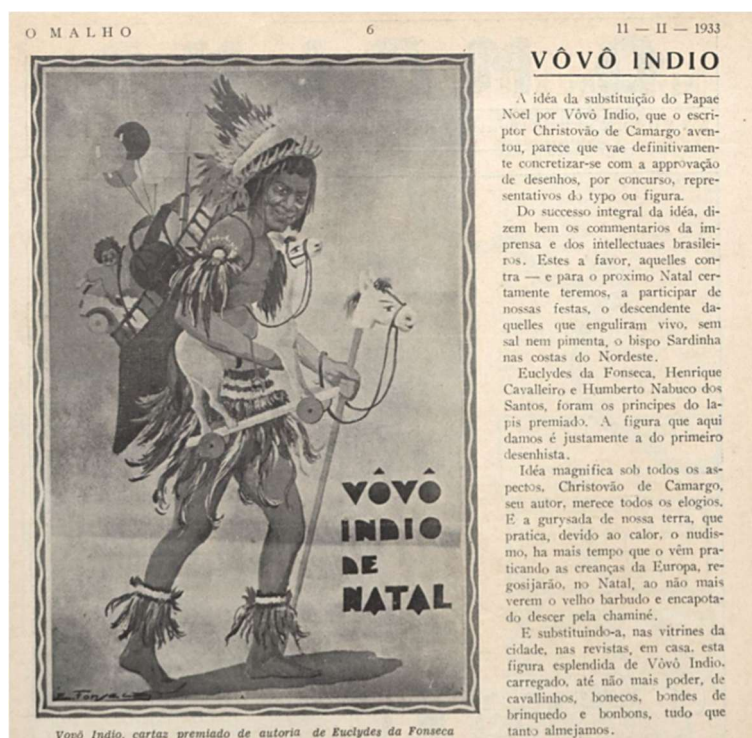 O MALHO
6
11 — II — 1933
VÔVÔ INDIO
A idéa da substituição do Papae
Noel por Vôvô Indio, que o escri-
ptor Christovão de Camargo aven-
tou, parece que vae definitivamen-
te concretizar-se com a approvação
de desenhos, por concurso, repre-
sentativos do typo ou figura.
Do successo integral da idéa, di-
zem bem os commentarios da im-
prensa e dos intellectuaes brasilei-
ros. Estes a favor, aquelles con-
tra — e para o proximo Natal cer-
tamente teremos, a participar de
nossas festas, o descendente da-
quelles que enguliram vivo, sem
sal nem pimenta, o bispo Sardinha
nas costas do Nordeste.
Euclydes da Fonseca, Henrique
Cavalleiro e Humberto Nabuco dos
Santos, foram os principes do la-
pis premiado. A figura que aqui
damos é justamente a do primeiro
desenhista.
Idéa magnifica sob todos os as-
pectos, Christovão de Camargo,
seu autor, merece todos os elogios.
E a gurysada de nossa terra, que
pratica, devido ao calor, o nudis-
mo, ha mais tempo que o vêm pra-
ticando as creanças da Europa, re-
gosijarão, no Natal, ao não mais
verem o velho barbudo e encapota-
do descer pela chaminé.
E substituindo-a, nas vitrines da
cidade, nas revistas, em casa, esta
figura esplendida de Vôvô Indio,
carregado, até não mais poder, de
cavallinhos, bonecos, bondes de
brinquedo e bonbons, tudo que
tanto almejamos.
VÔVÔ
INDIO
DE
NATAL
E. Fonseca
Vovô Indio, cartaz premiado de autoria de Euclydes da Fonseca